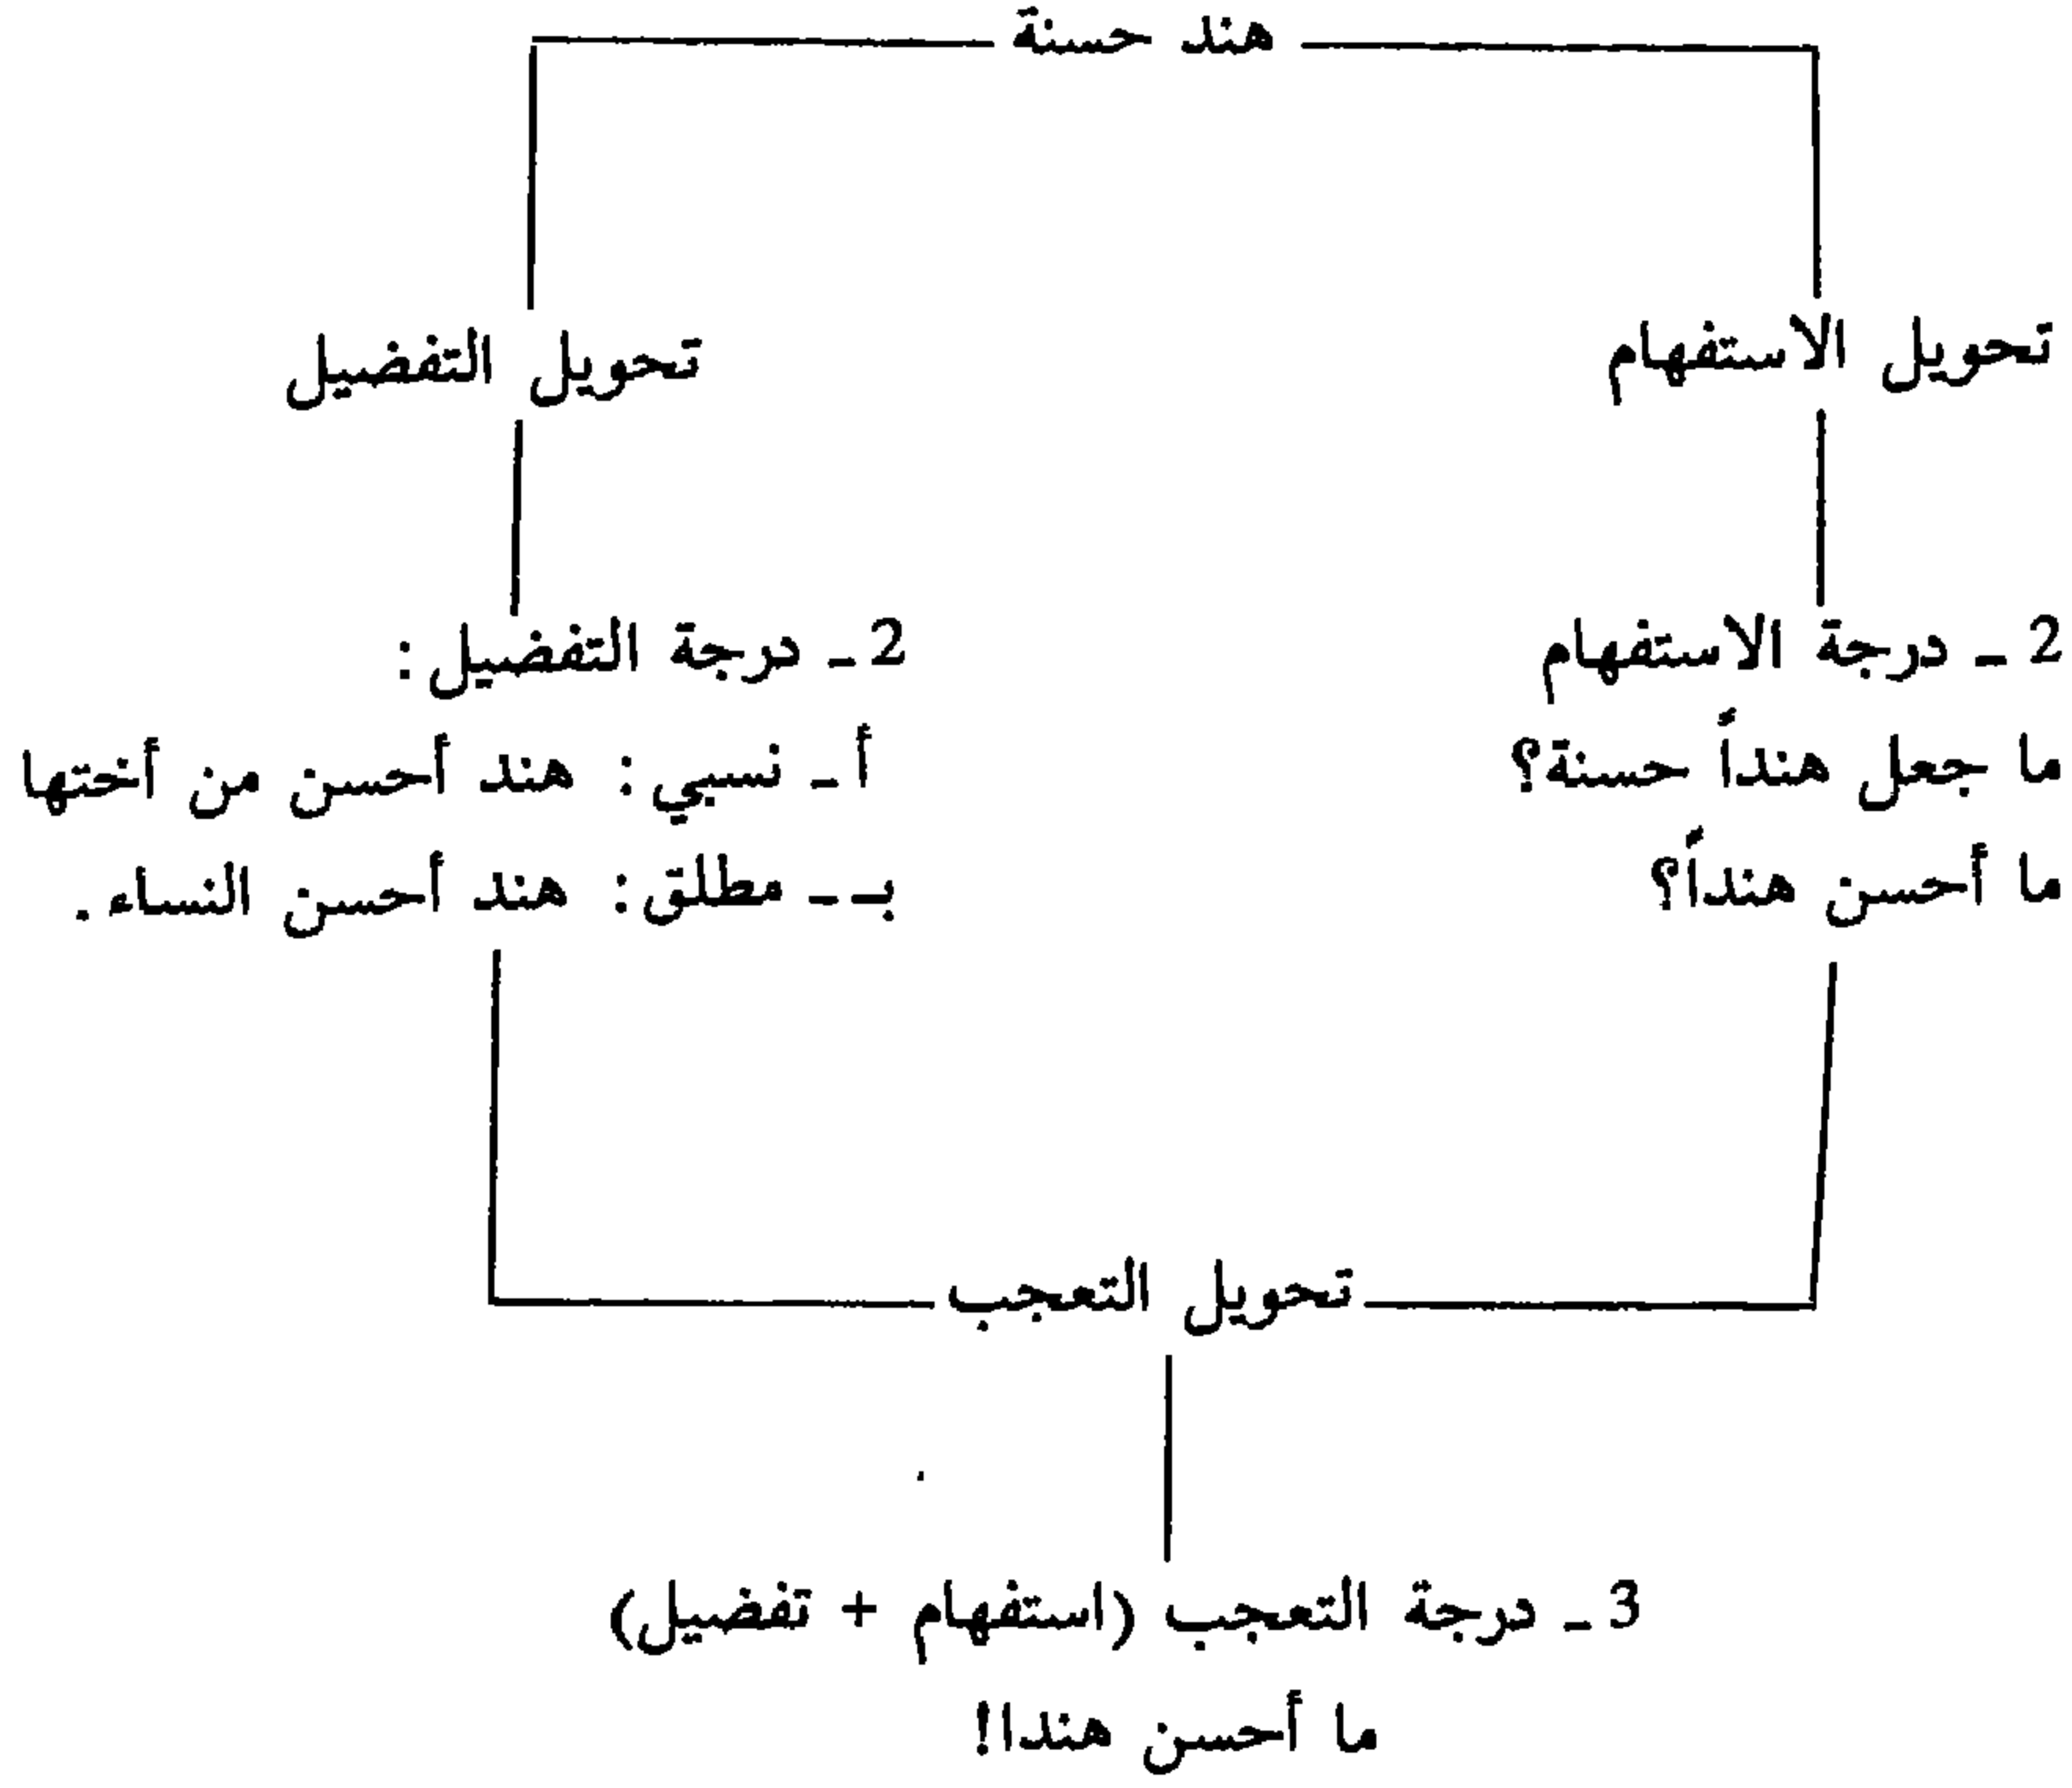 هند حسنة
تحويل الاستفهام
تحويل التفضيل
2 ـ درجة الاستفهام
ما جعل هنداً حسنة؟
ما أحسن هنداً؟
2 ـ درجة التفضيل:
أ ـ نسبي: هند أحسن من أختها
بـ ـ مطلق: هند أحسن النساء.
تحويل التعجب
3 ـ درجة التعجب (استفهام + تفضيل)
ما أحسن هندا!